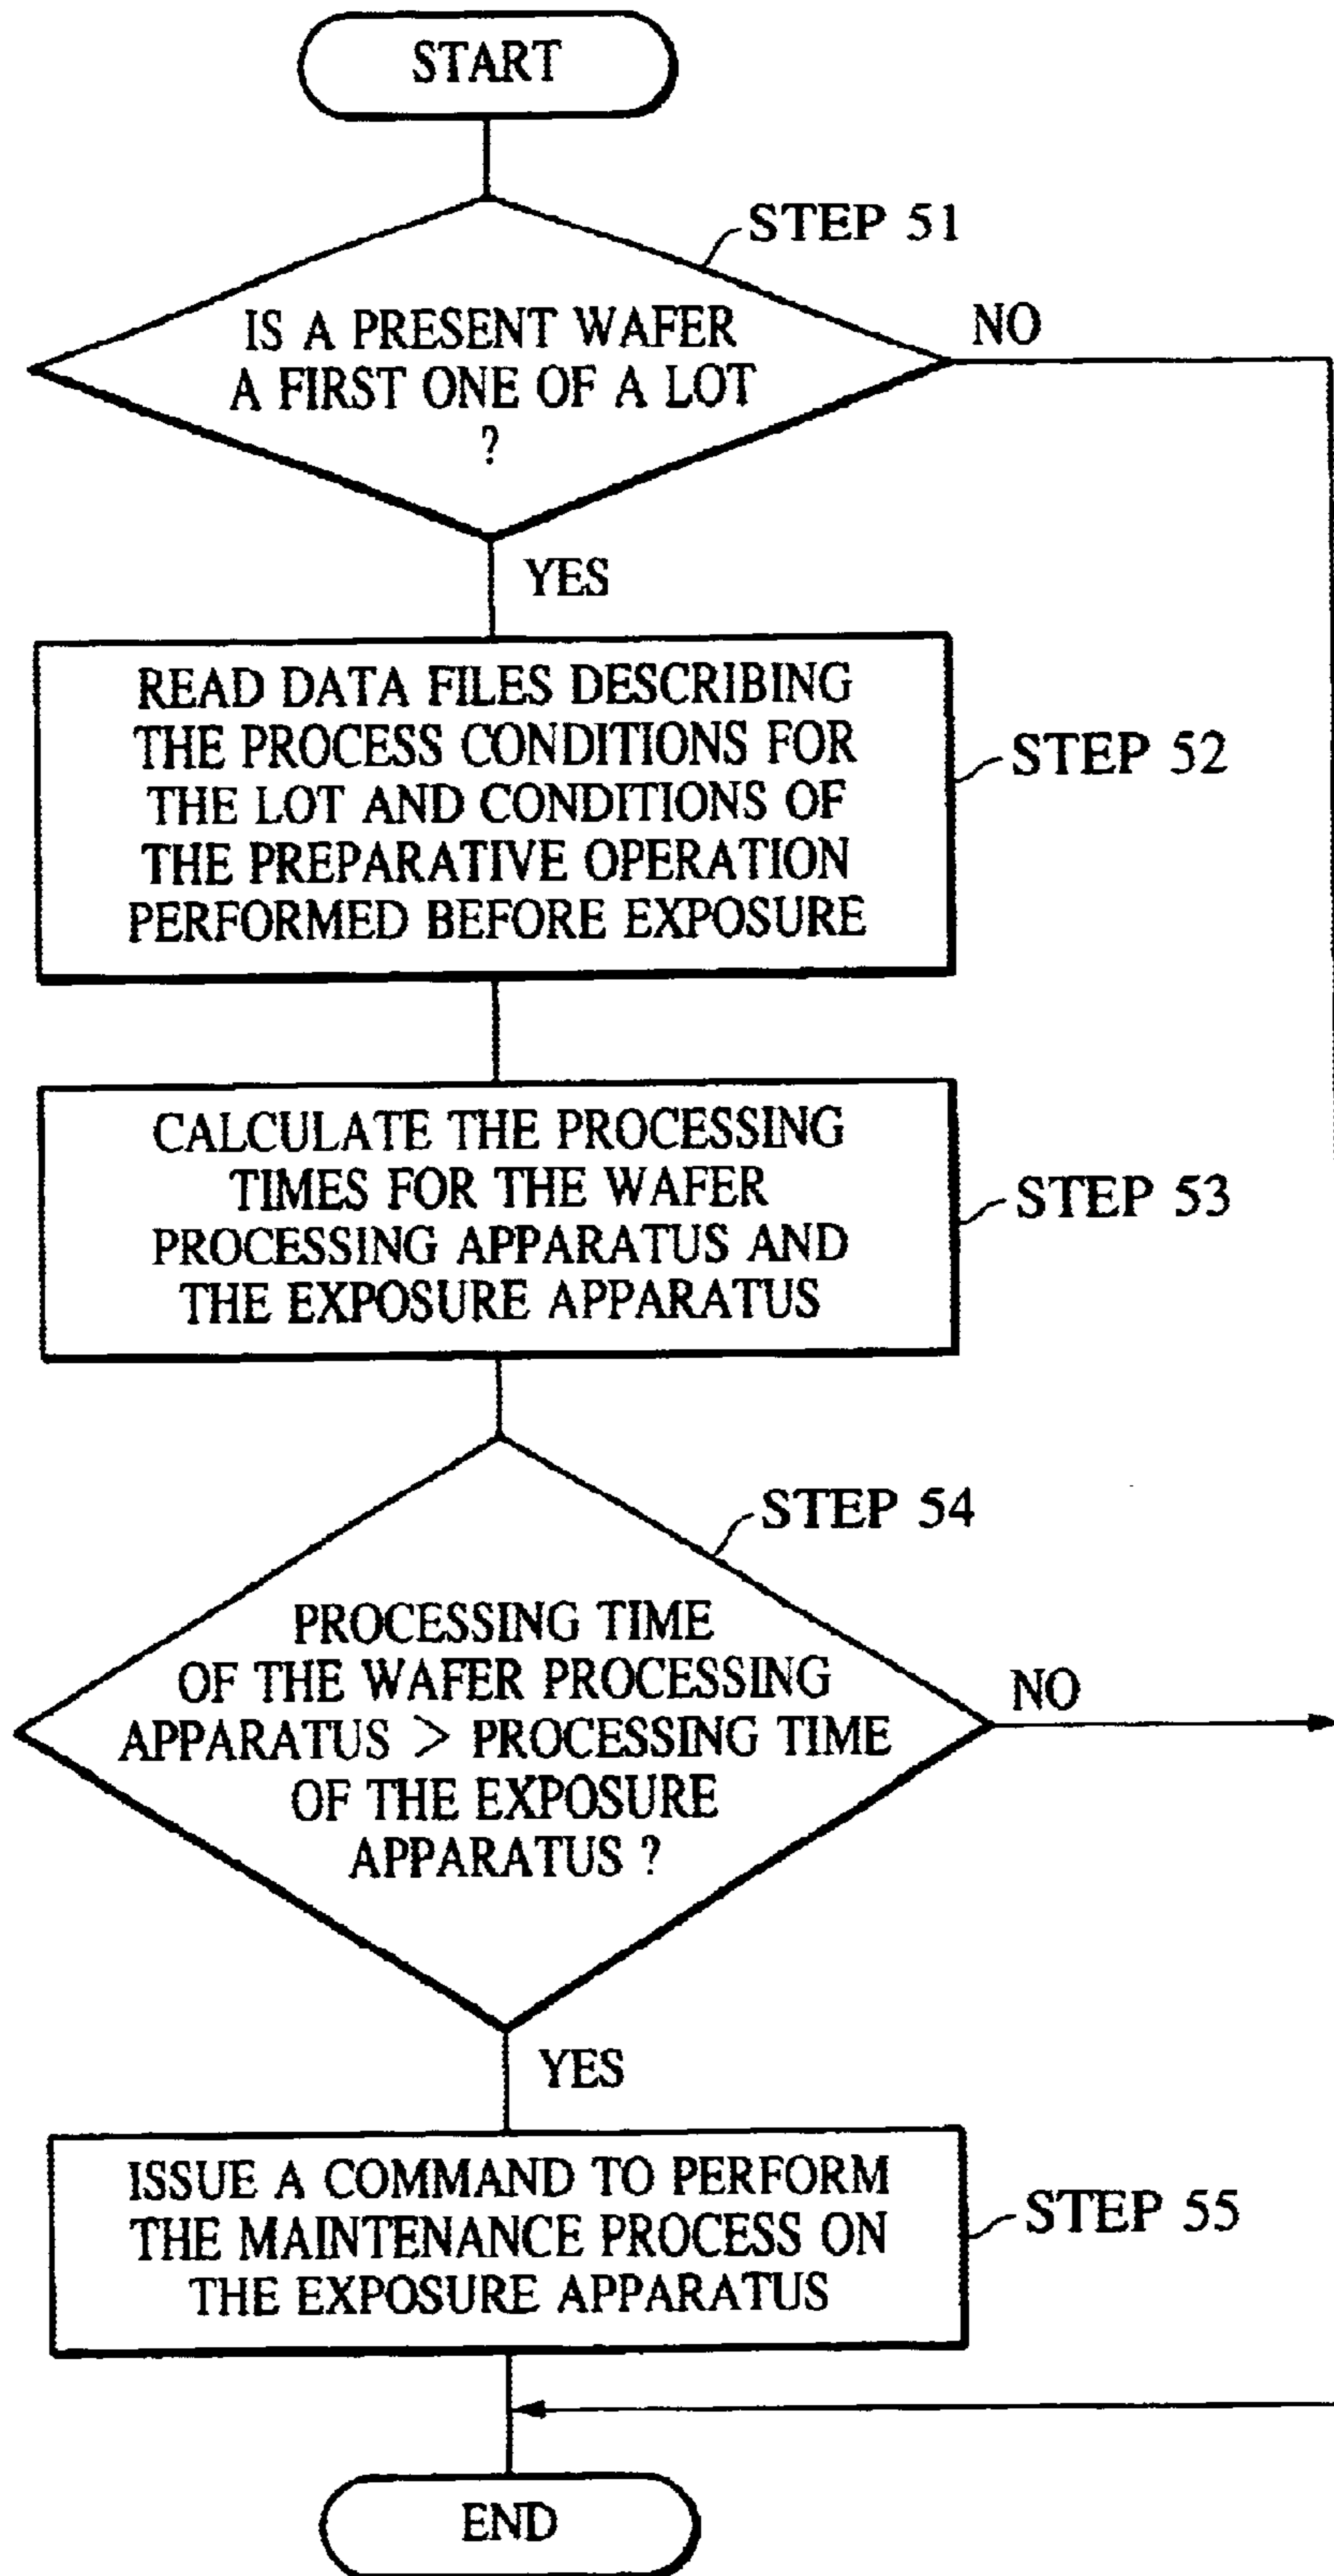 START
STEP 51
IS A PRESENT WAFER
A FIRST ONE OF A LOT
?
NO
YES
READ DATA FILES DESCRIBING
THE PROCESS CONDITIONS FOR
THE LOT AND CONDITIONS OF
THE PREPARATIVE OPERATION
PERFORMED BEFORE EXPOSURE
STEP 52
CALCULATE THE PROCESSING
TIMES FOR THE WAFER
PROCESSING APPARATUS AND
THE EXPOSURE APPARATUS
STEP 53
STEP 54
PROCESSING TIME
OF THE WAFER PROCESSING
APPARATUS > PROCESSING TIME
OF THE EXPOSURE
APPARATUS ?
NO
YES
ISSUE A COMMAND TO PERFORM
THE MAINTENANCE PROCESS ON
THE EXPOSURE APPARATUS
STEP 55
END